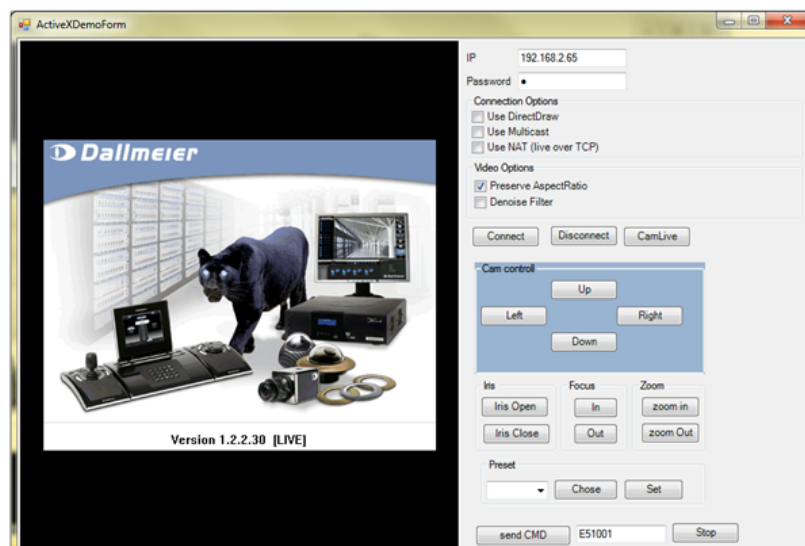 ActiveXDemoForm
Dallmeier
Version 1.2.2.30 [LIVE]
IP 192.168.2.65
Password
Connection Options
Use DirectDraw
Use Multicast
Use NAT (live over TCP)
Video Options
Preserve AspectRatio
Denoise Filter
Connect Disconnect CamLive
Cam controll
Up
Left Right
Down
Iris Focus Zoom
Iris Open In zoom in
Iris Close Out zoom Out
Preset
Chose Set
send CMD E51001 Stop